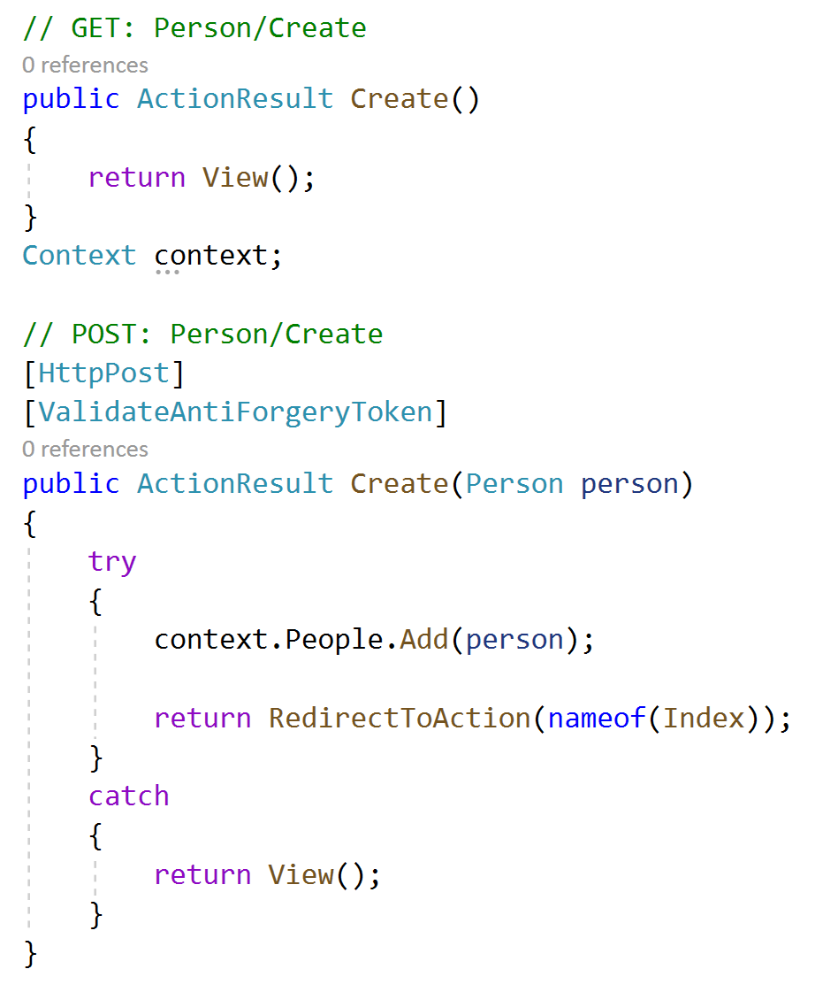 // GET: Person/Create
0 references
public ActionResult Create()
{
    return View();
}
Context context;

// POST: Person/Create
[HttpPost]
[ValidateAntiForgeryToken]
0 references
public ActionResult Create(Person person)
{
    try
    {
        context.People.Add(person);

        return RedirectToAction(nameof(Index));
    }
    catch
    {
        return View();
    }
}